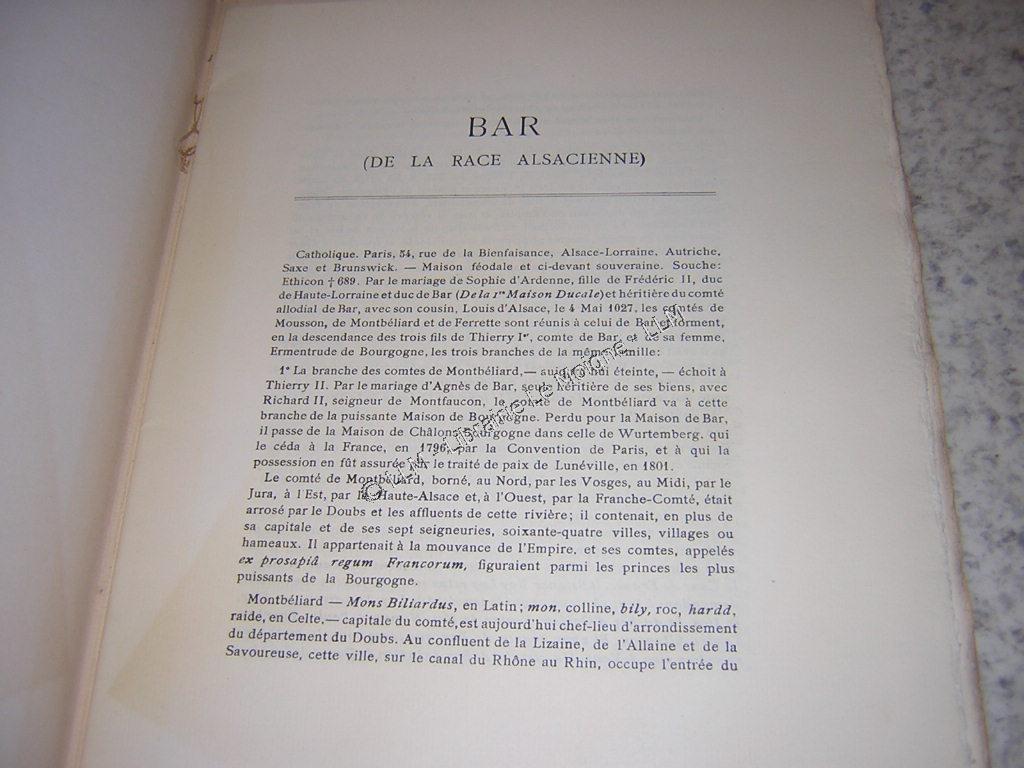 BAR
(DE LA RACE ALSACIENNE)
Catholique. Paris, 54, rue de la Bienfaisance, Alsace-Lorraine, Autriche,
Saxe et Brunswick. — Maison féodale et ci-devant souveraine. Souche:
Ethicon † 689. Par le mariage de Sophie d'Ardenne, fille de Frédéric II, duc
de Haute-Lorraine et duc de Bar (De la 1re Maison Ducale) et héritière du comté
allodial de Bar, avec son cousin, Louis d'Alsace, le 4 Mai 1027, les comtés de
Mousson, de Montbéliard et de Ferrette sont réunis à celui de Bar et forment,
en la descendance des trois fils de Thierry Ier, comte de Bar, et de sa femme,
Ermentrude de Bourgogne, les trois branches de la même famille:
1° La branche des comtes de Montbéliard, — aujourd'hui éteinte, — échoit à
Thierry II. Par le mariage d'Agnès de Bar, seule héritière de ses biens, avec
Richard II, seigneur de Montfaucon, le comté de Montbéliard va à cette
branche de la puissante Maison de Bourgogne. Perdu pour la Maison de Bar,
il passe de la Maison de Châlons-Bourgogne dans celle de Wurtemberg, qui
le céda à la France, en 1796, par la Convention de Paris, et à qui la
possession en fût assurée par le traité de paix de Lunéville, en 1801.
Le comté de Montbéliard, borné, au Nord, par les Vosges, au Midi, par le
Jura, à l'Est, par la Haute-Alsace et, à l'Ouest, par la Franche-Comté, était
arrosé par le Doubs et les affluents de cette rivière; il contenait, en plus de
sa capitale et de ses sept seigneuries, soixante-quatre villes, villages ou
hameaux. Il appartenait à la mouvance de l'Empire, et ses comtes, appelés
ex prosapiâ regum Francorum, figuraient parmi les princes les plus
puissants de la Bourgogne.
Montbéliard — Mons Biliardus, en Latin; mon, colline, bily, roc, hardd,
raide, en Celte, — capitale du comté, est aujourd'hui chef-lieu d'arrondissement
du département du Doubs. Au confluent de la Lizaine, de l'Allaine et de la
Savoureuse, cette ville, sur le canal du Rhône au Rhin, occupe l'entrée du
© LLM - Librairie Le Moigne - LLM